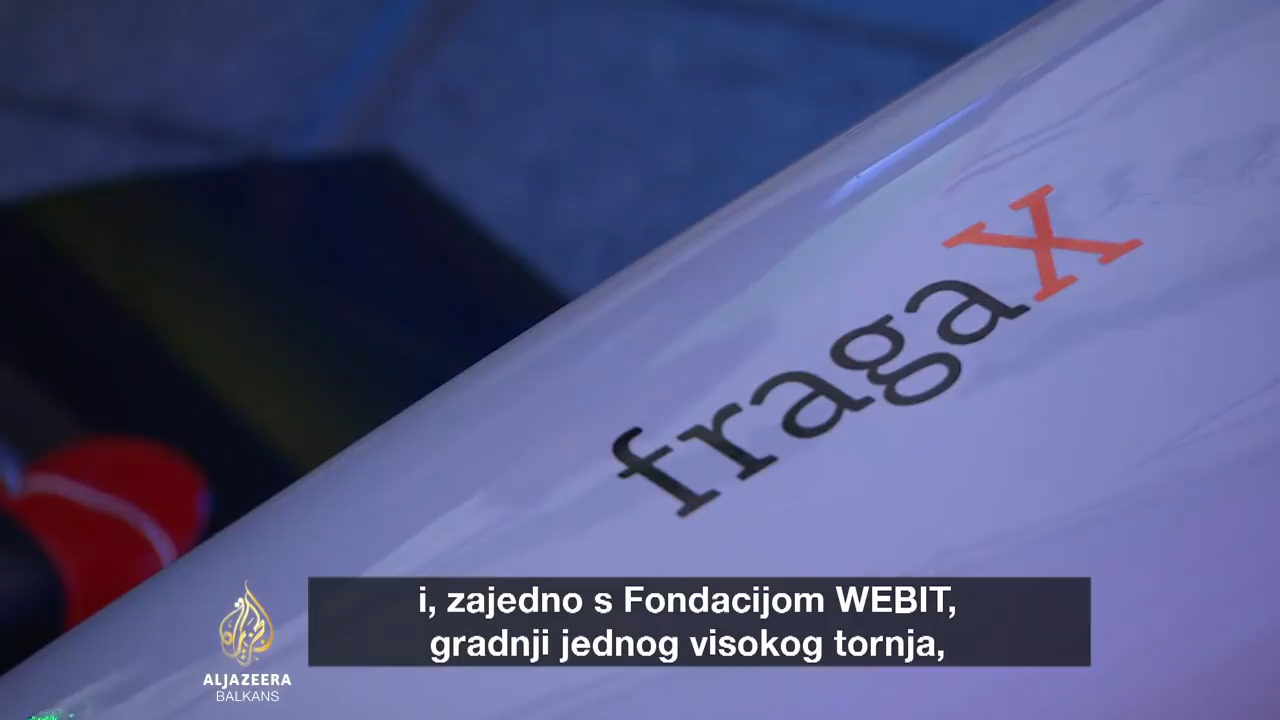 fragaX
i, zajedno s Fondacijom WEBIT,
gradnji jednog visokog tornja,
ALJAZEERA
BALKANS